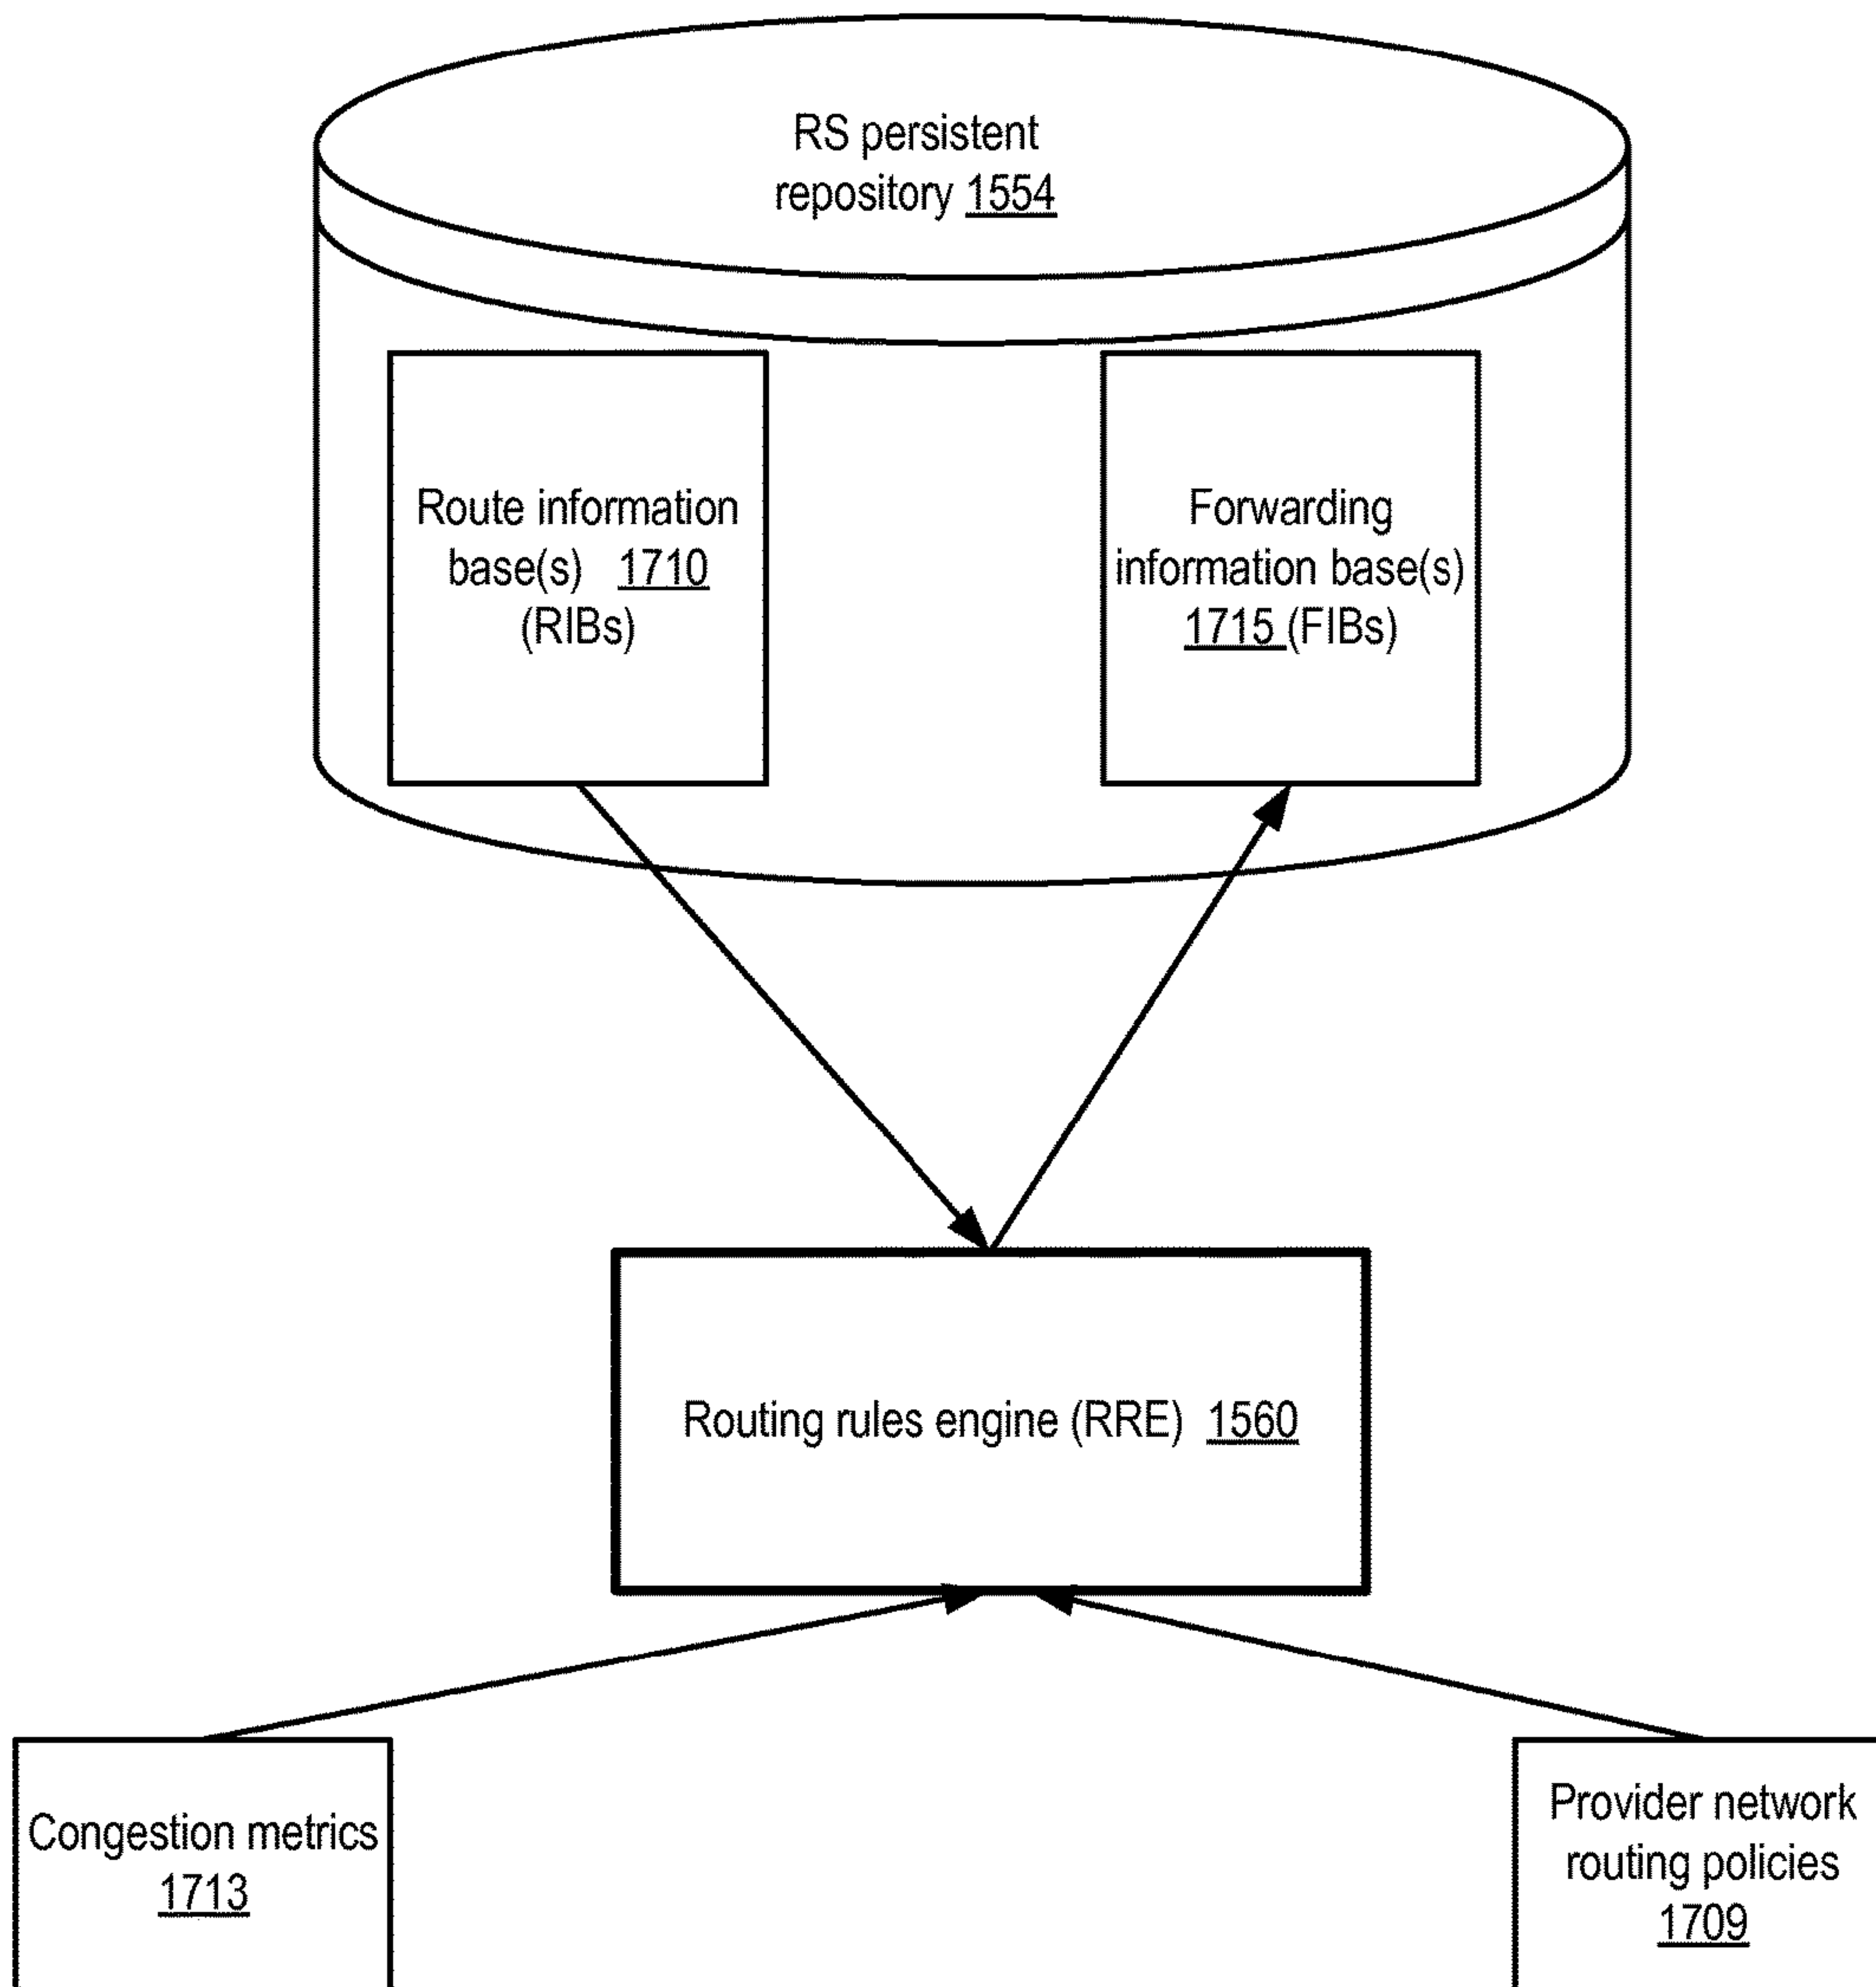 RS persistent
repository 1554
Route information
base(s) 1710
(RIBs)
Forwarding
information base(s)
1715 (FIBs)
Routing rules engine (RRE) 1560
Congestion metrics
1713
Provider network
routing policies
1709